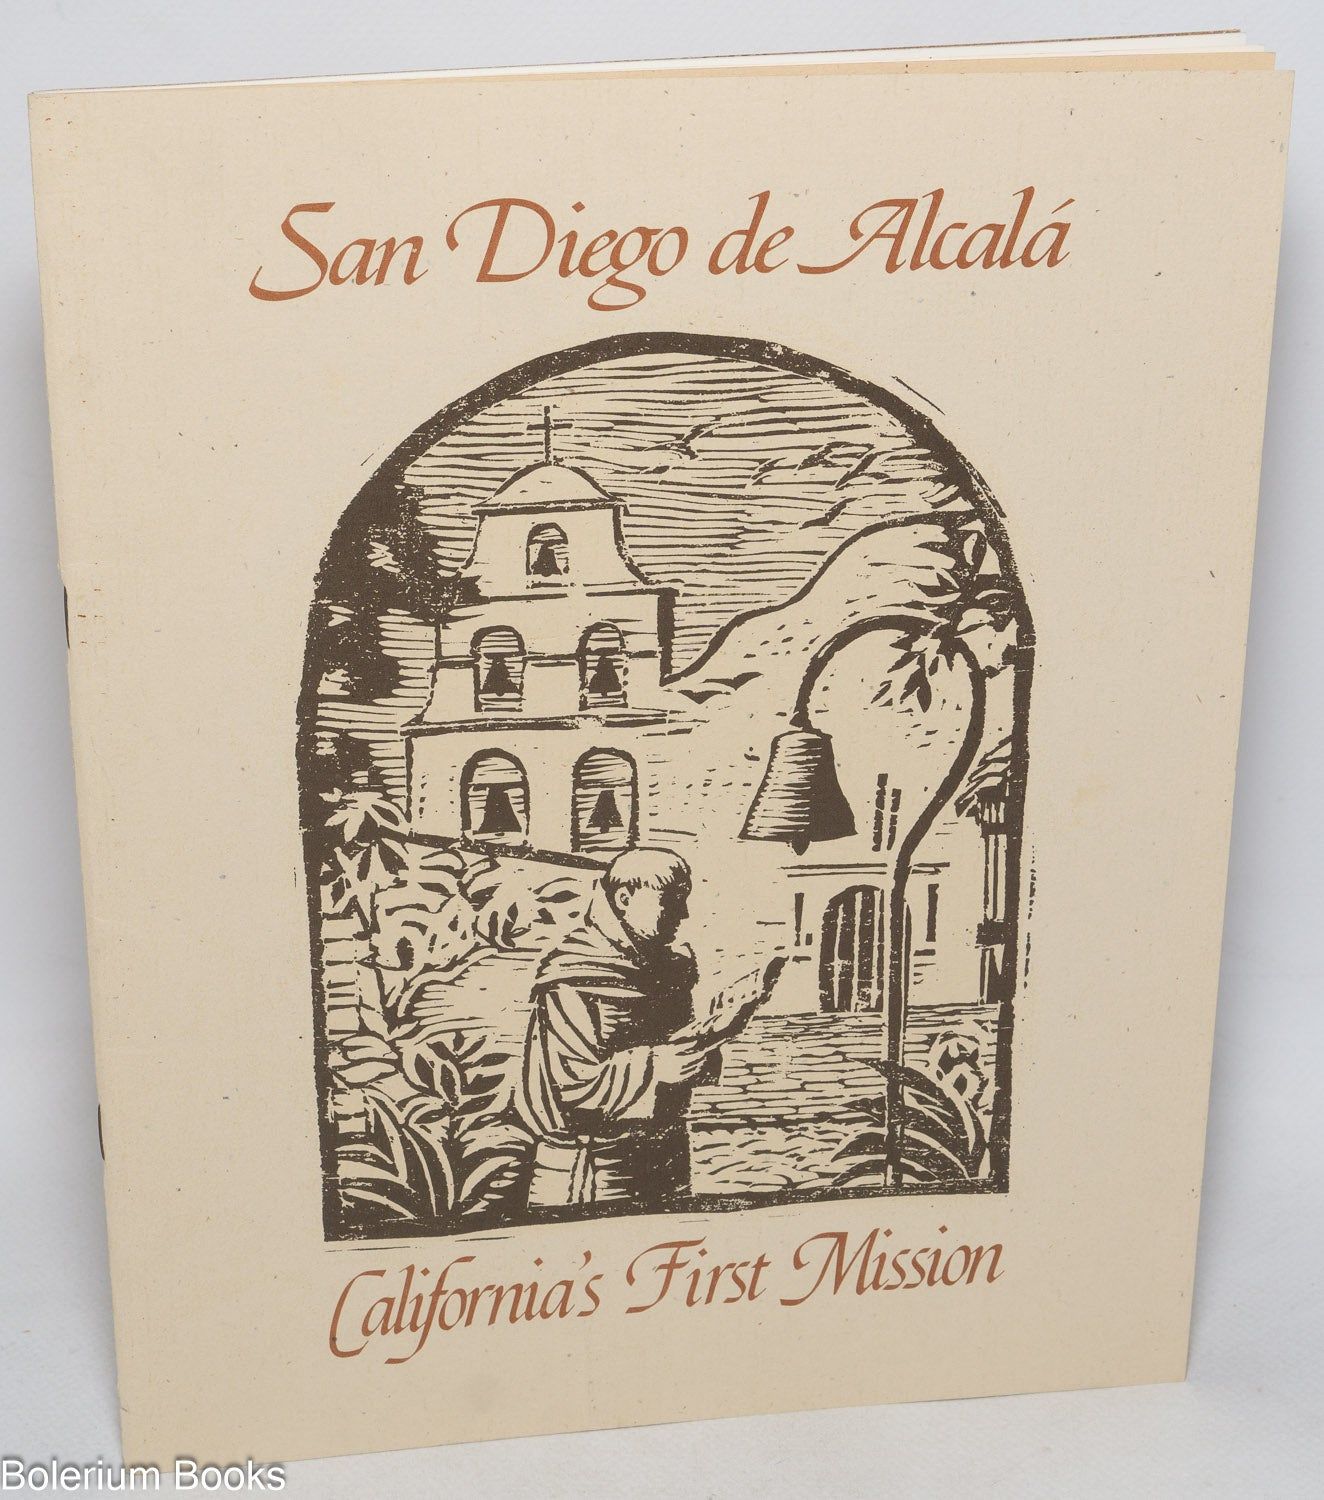 San Diego de Alcalá
California's First Mission
Bolerium Books